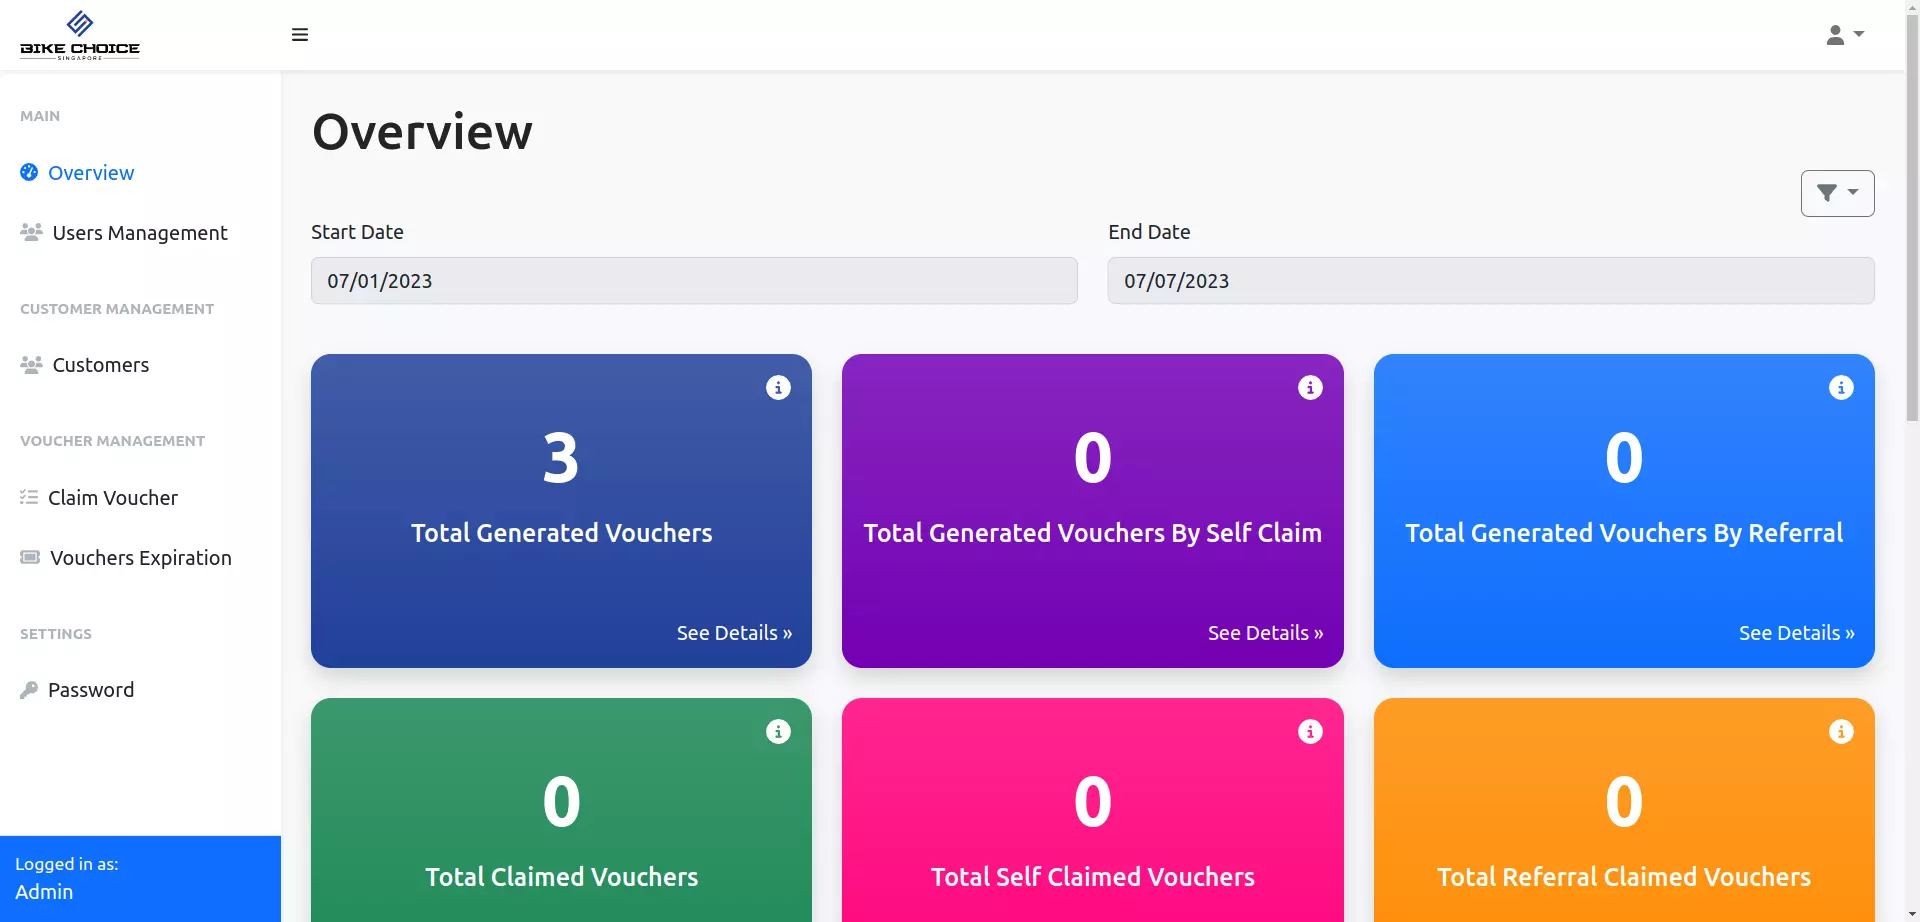 BIKE CHOICE
SINGAPORE
MAIN
Overview
Users Management
CUSTOMER MANAGEMENT
Customers
VOUCHER MANAGEMENT
Claim Voucher
Vouchers Expiration
SETTINGS
Password
Logged in as:
Admin
Overview
Start Date
07/01/2023
End Date
07/07/2023
3
Total Generated Vouchers
See Details »
0
Total Generated Vouchers By Self Claim
See Details »
0
Total Generated Vouchers By Referral
See Details »
0
Total Claimed Vouchers
0
Total Self Claimed Vouchers
0
Total Referral Claimed Vouchers